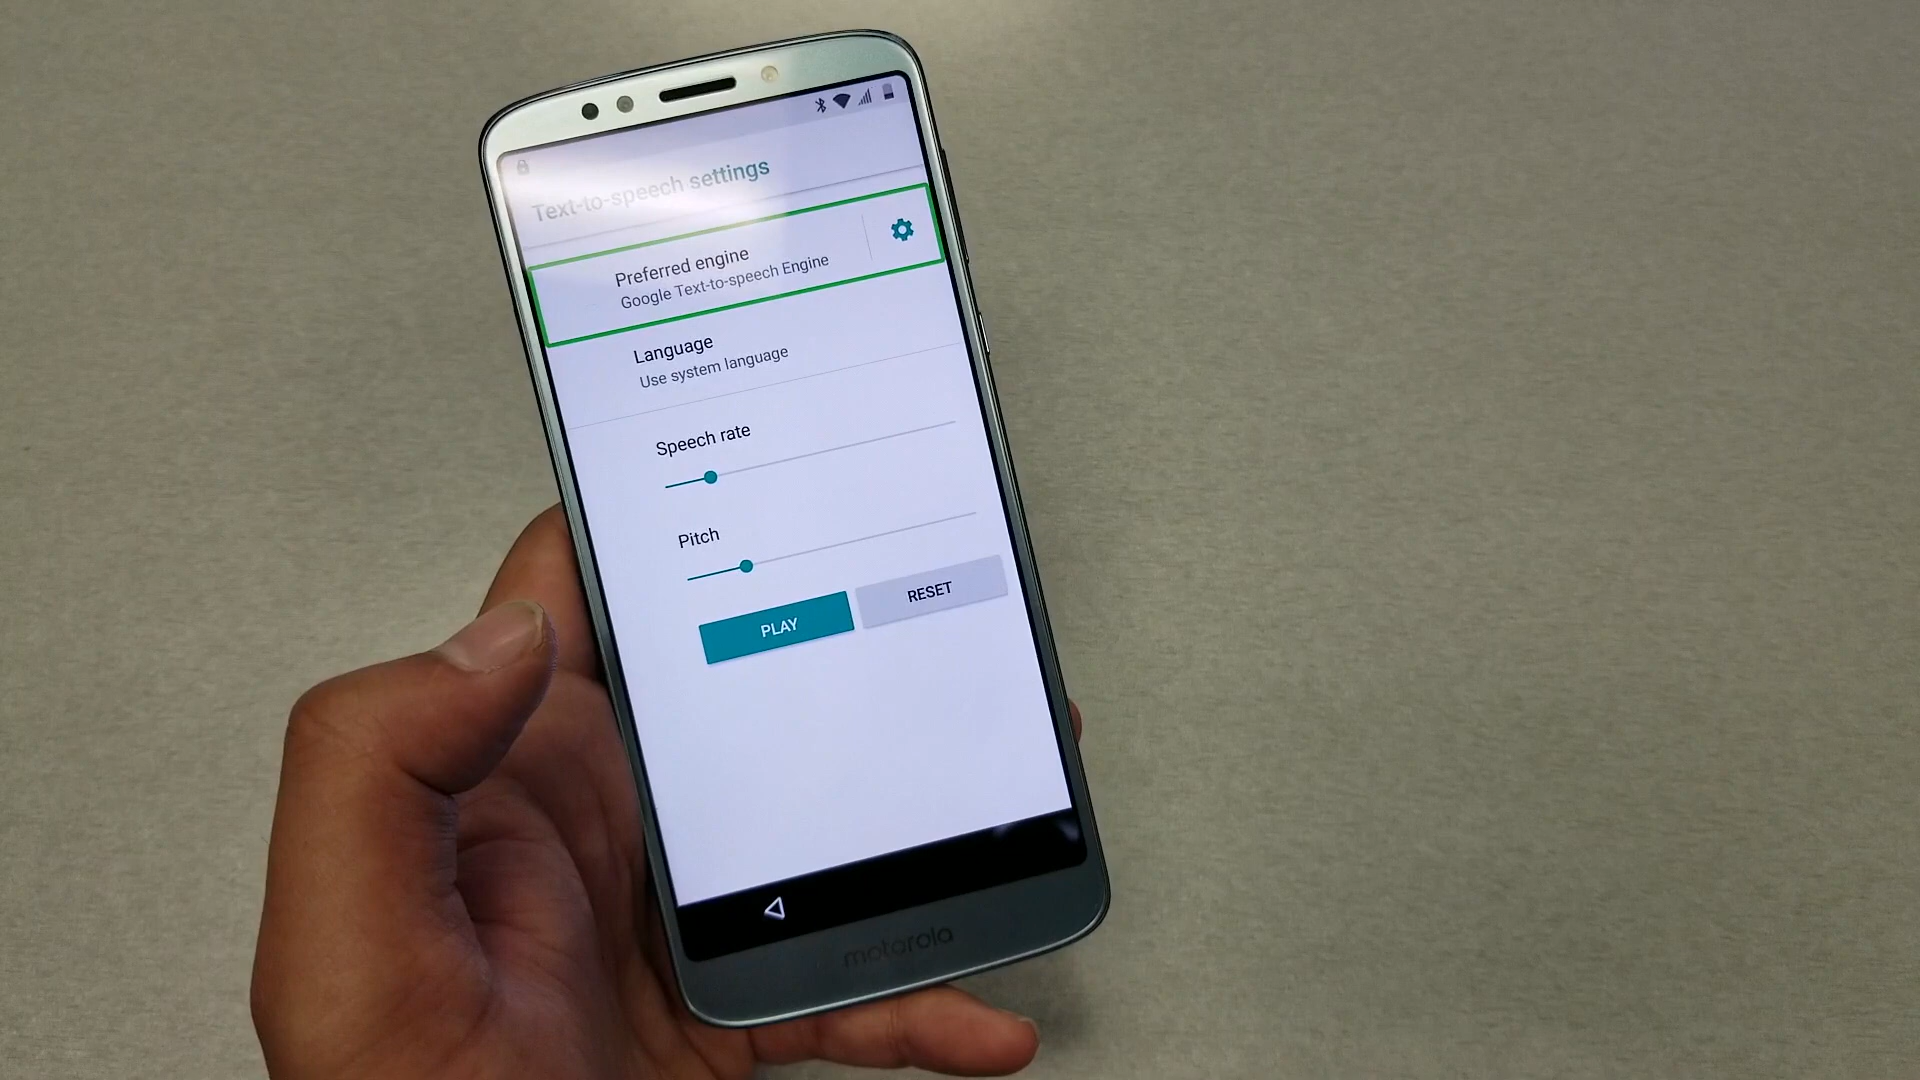 Text-to-speech settings
Preferred engine
Google Text-to-speech Engine
Language
Use system language
Speech rate
Pitch
PLAY
RESET
motorola